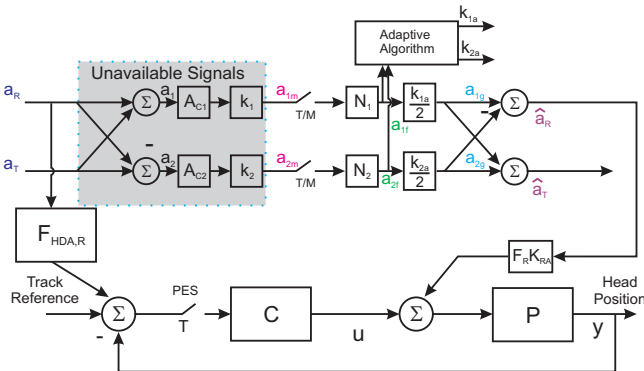 k1a
Adaptive
Algorithm
k2a
Unavailable Signals
aR
a1
AC1
k1
a1m
T/M
N1
a1f
k1a
2
a1g
Σ
-
âR
Σ
-
aT
a2
AC2
k2
a2m
T/M
N2
a2f
k2a
2
a2g
Σ
âT
Σ
FHDA,R
FRKRA
Track
Reference
PES
Head
Position
Σ
-
T
C
u
Σ
P
y